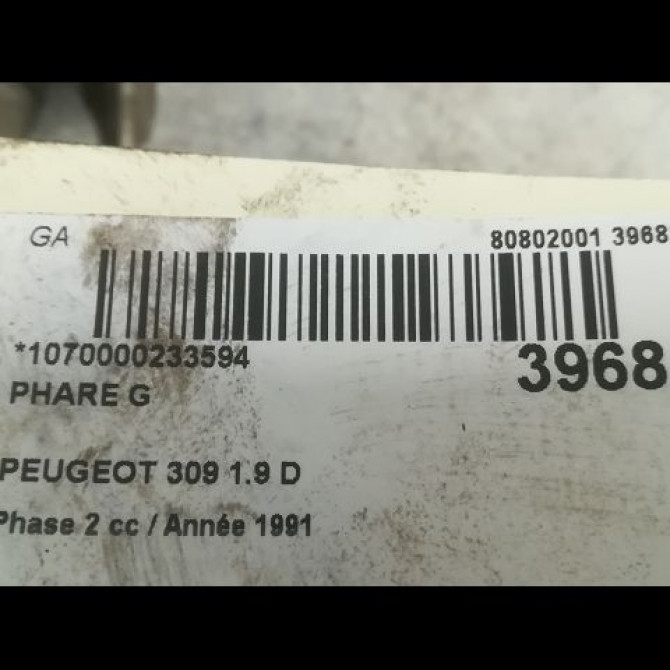 GA 80802001 3968
*1070000233594 3968
PHARE G
PEUGEOT 309 1.9 D
Phase 2 cc / Année 1991